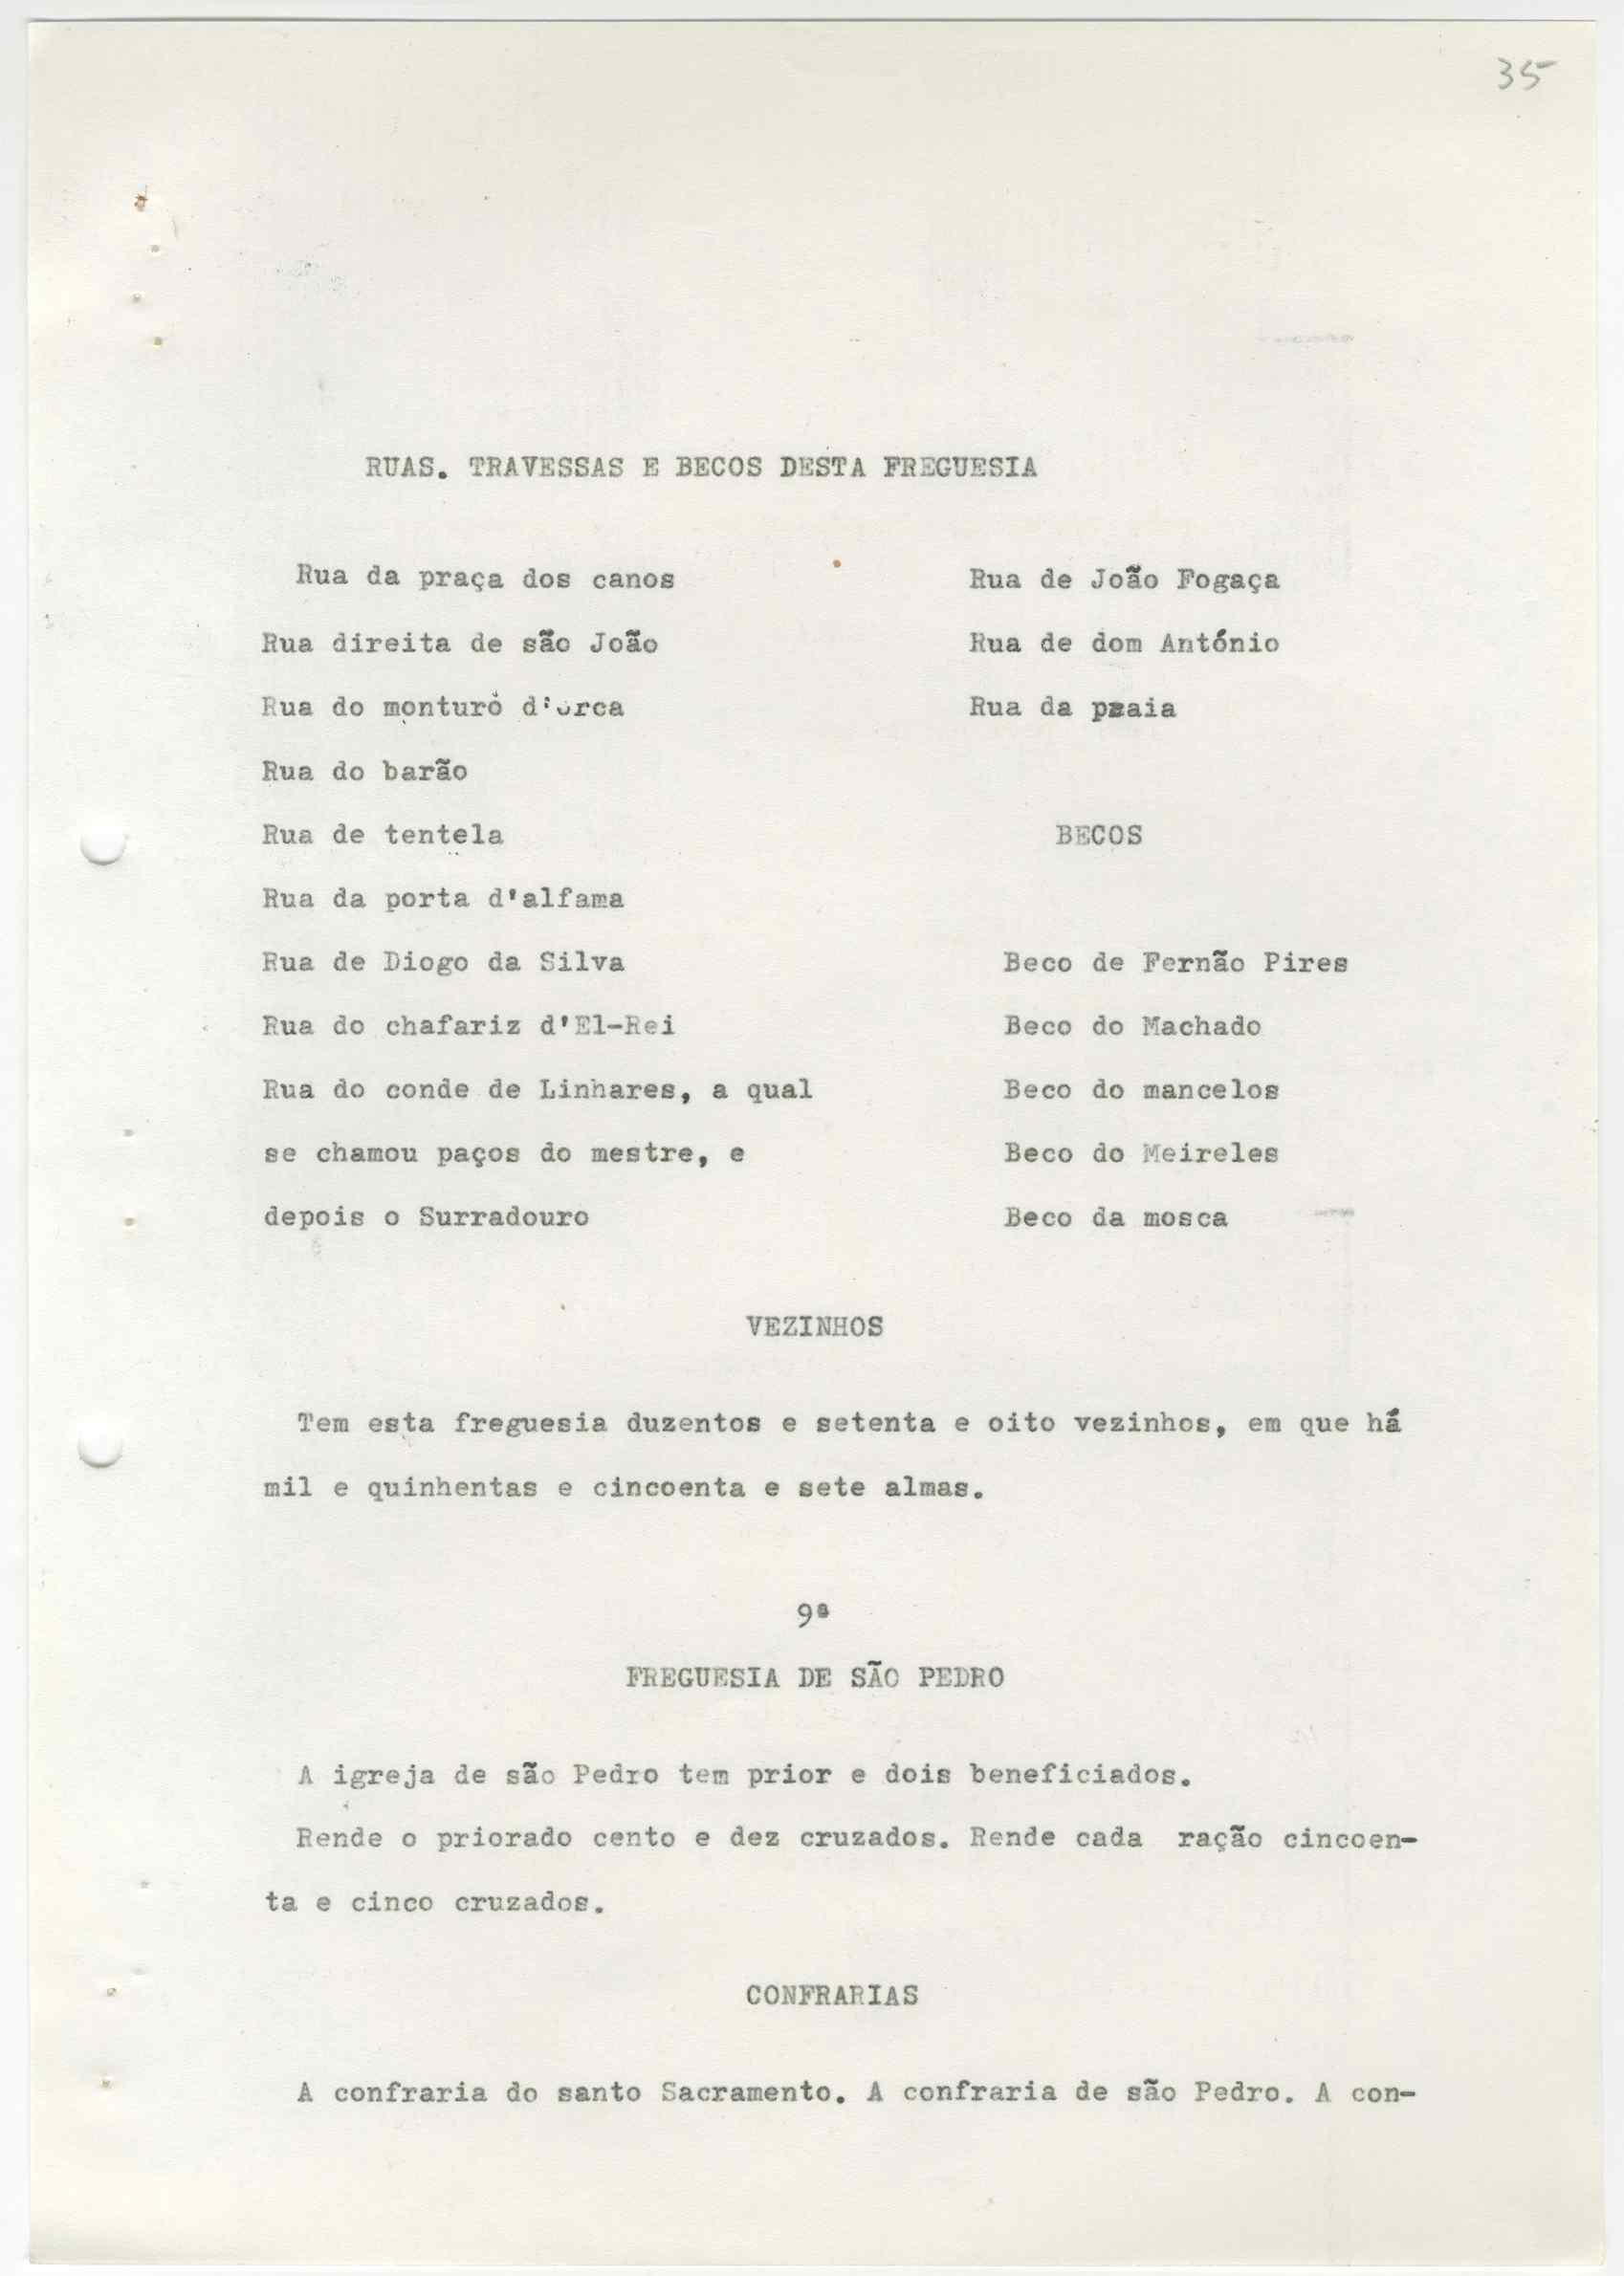 35
RUAS. TRAVESSAS E BECOS DESTA FREGUESIA
Rua da praça dos canos
Rua direita de são João
Rua do monturo d'orca
Rua do barão
Rua de tentela
Rua da porta d'alfama
Rua de Diogo da Silva
Rua do chafariz d'El-Rei
Rua do conde de Linhares, a qual
se chamou paços do mestre, e
depois o Surradouro
Rua de João Fogaça
Rua de dom António
Rua da praia
BECOS
Beco de Fernão Pires
Beco do Machado
Beco do mancelos
Beco do Meireles
Beco da mosca
VEZINHOS
Tem esta freguesia duzentos e setenta e oito vezinhos, em que há
mil e quinhentas e cincoenta e sete almas.
9ª
FREGUESIA DE SÃO PEDRO
A igreja de são Pedro tem prior e dois beneficiados.
Rende o priorado cento e dez cruzados. Rende cada ração cincoen-
ta e cinco cruzados.
CONFRARIAS
A confraria do santo Sacramento. A confraria de são Pedro. A con-